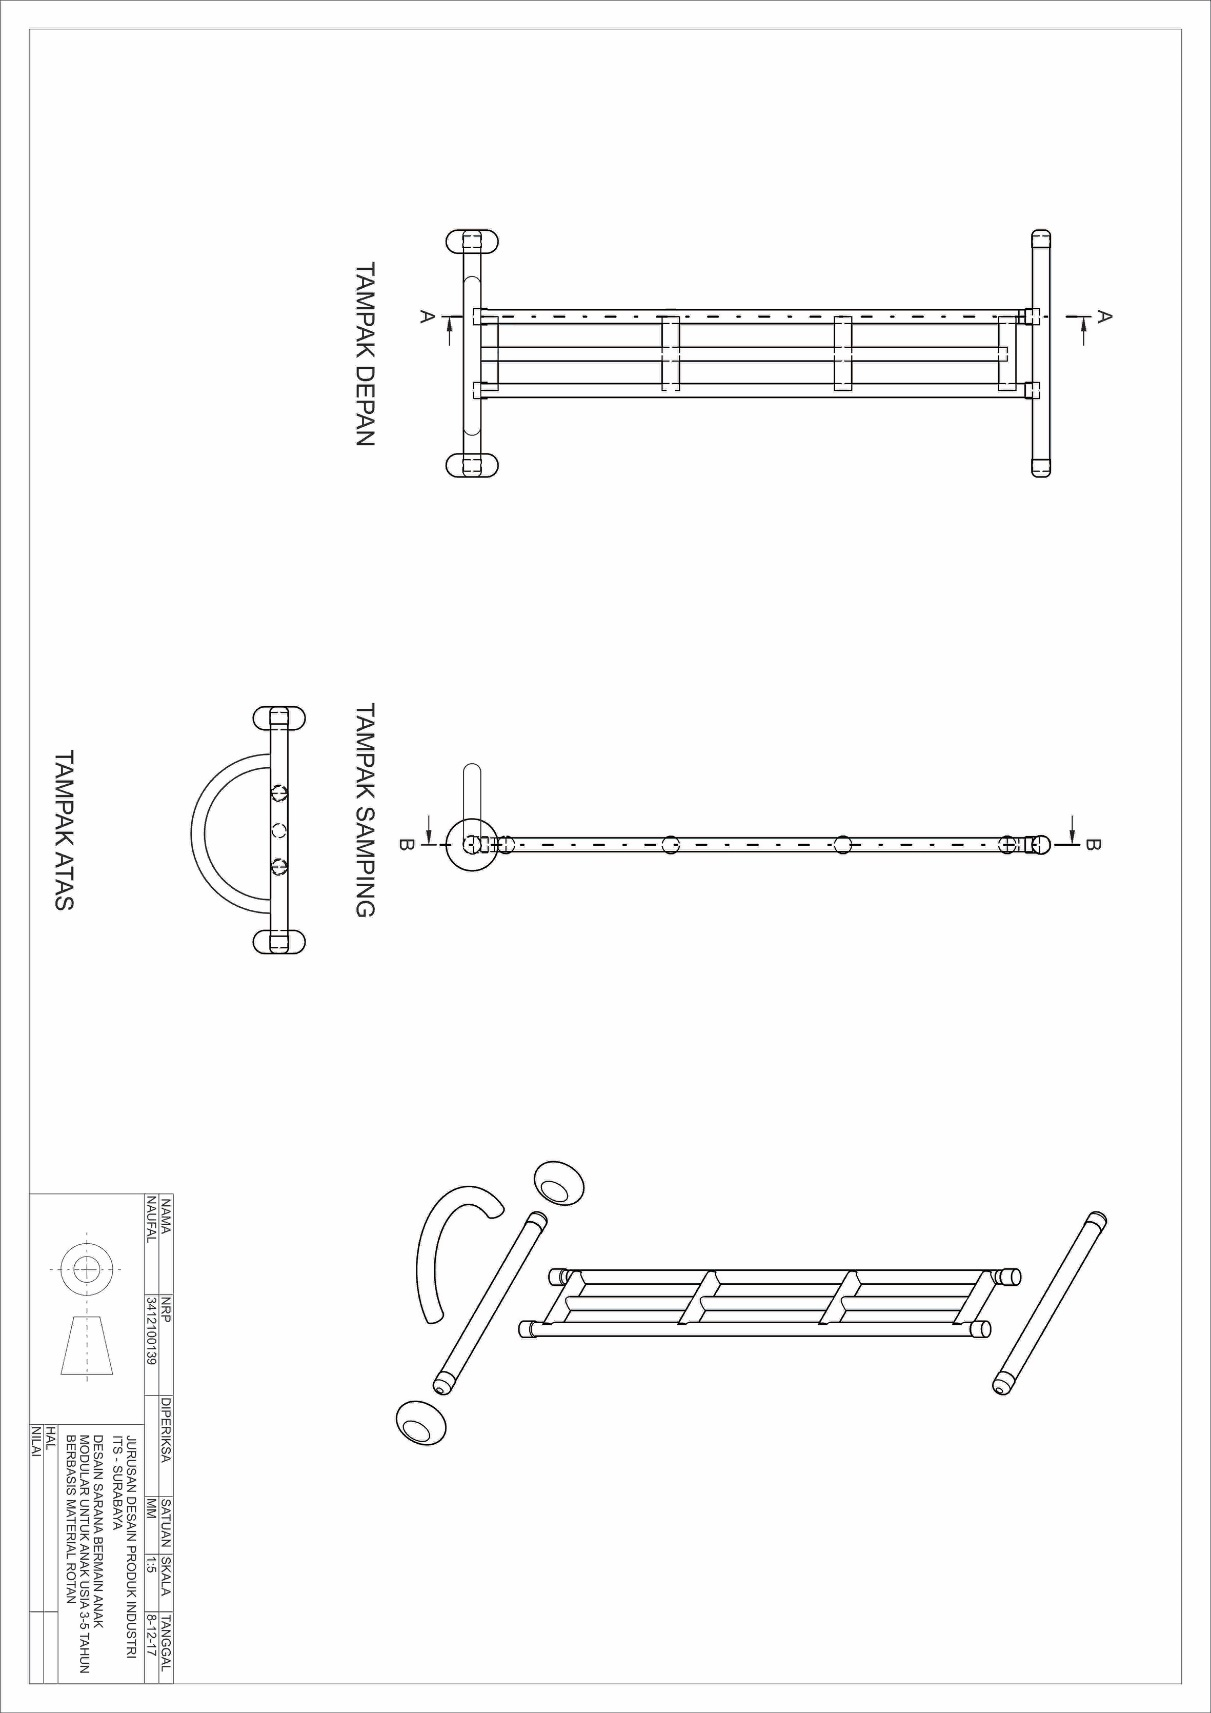 A
A
TAMPAK DEPAN
B
B
TAMPAK SAMPING
TAMPAK ATAS
NAMA NRP DIPERIKSA SATUAN SKALA TANGGAL
NAUFAL 3412100139 MM 1:5 8-12-17
JURUSAN DESAIN PRODUK INDUSTRI
ITS - SURABAYA
DESAIN SARANA BERMAIN ANAK
MODULAR UNTUK ANAK USIA 3-5 TAHUN
BERBASIS MATERIAL ROTAN
HAL
NILAI